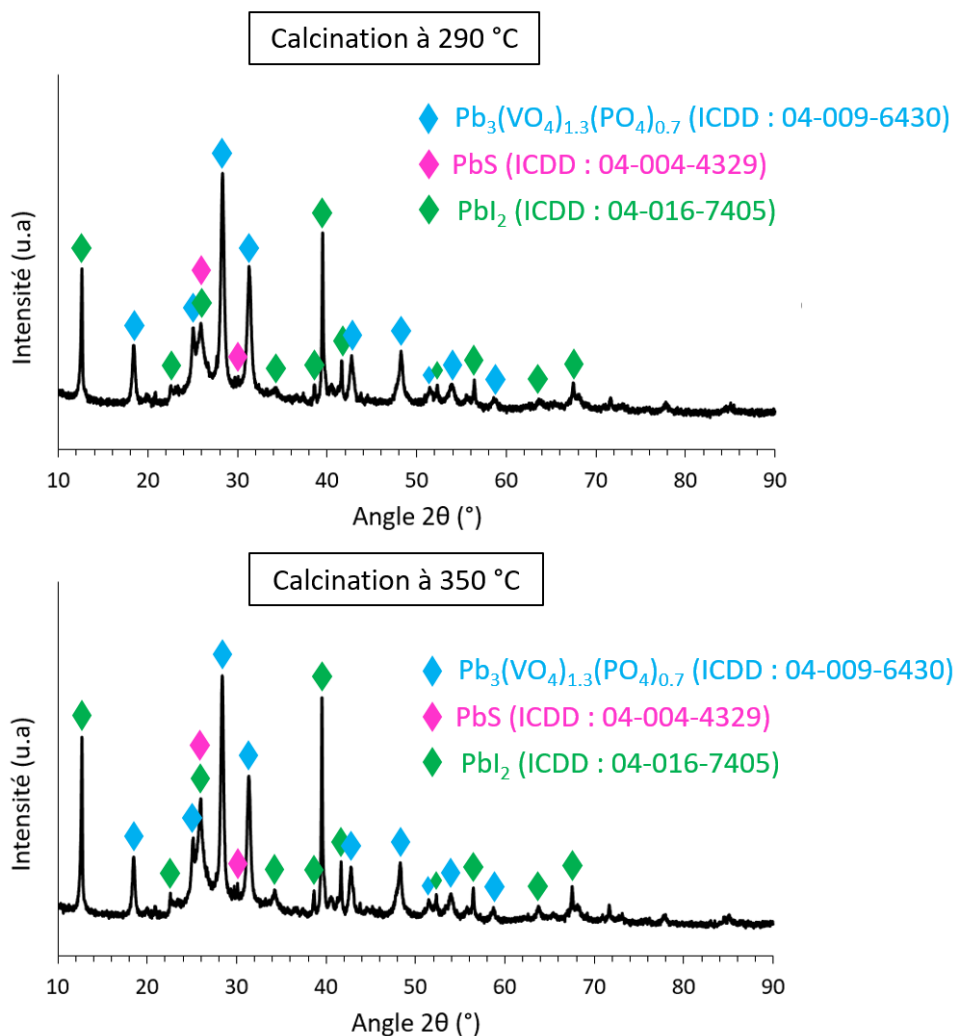 Calcination à 290 °C
Pb₃(VO₄)₁.₃(PO₄)₀.₇ (ICDD : 04-009-6430)
PbS (ICDD : 04-004-4329)
PbI₂ (ICDD : 04-016-7405)
Intensité (u.a)
10 20 30 40 50 60 70 80 90
Angle 2θ (°)
Calcination à 350 °C
Pb₃(VO₄)₁.₃(PO₄)₀.₇ (ICDD : 04-009-6430)
PbS (ICDD : 04-004-4329)
PbI₂ (ICDD : 04-016-7405)
Intensité (u.a)
10 20 30 40 50 60 70 80 90
Angle 2θ (°)